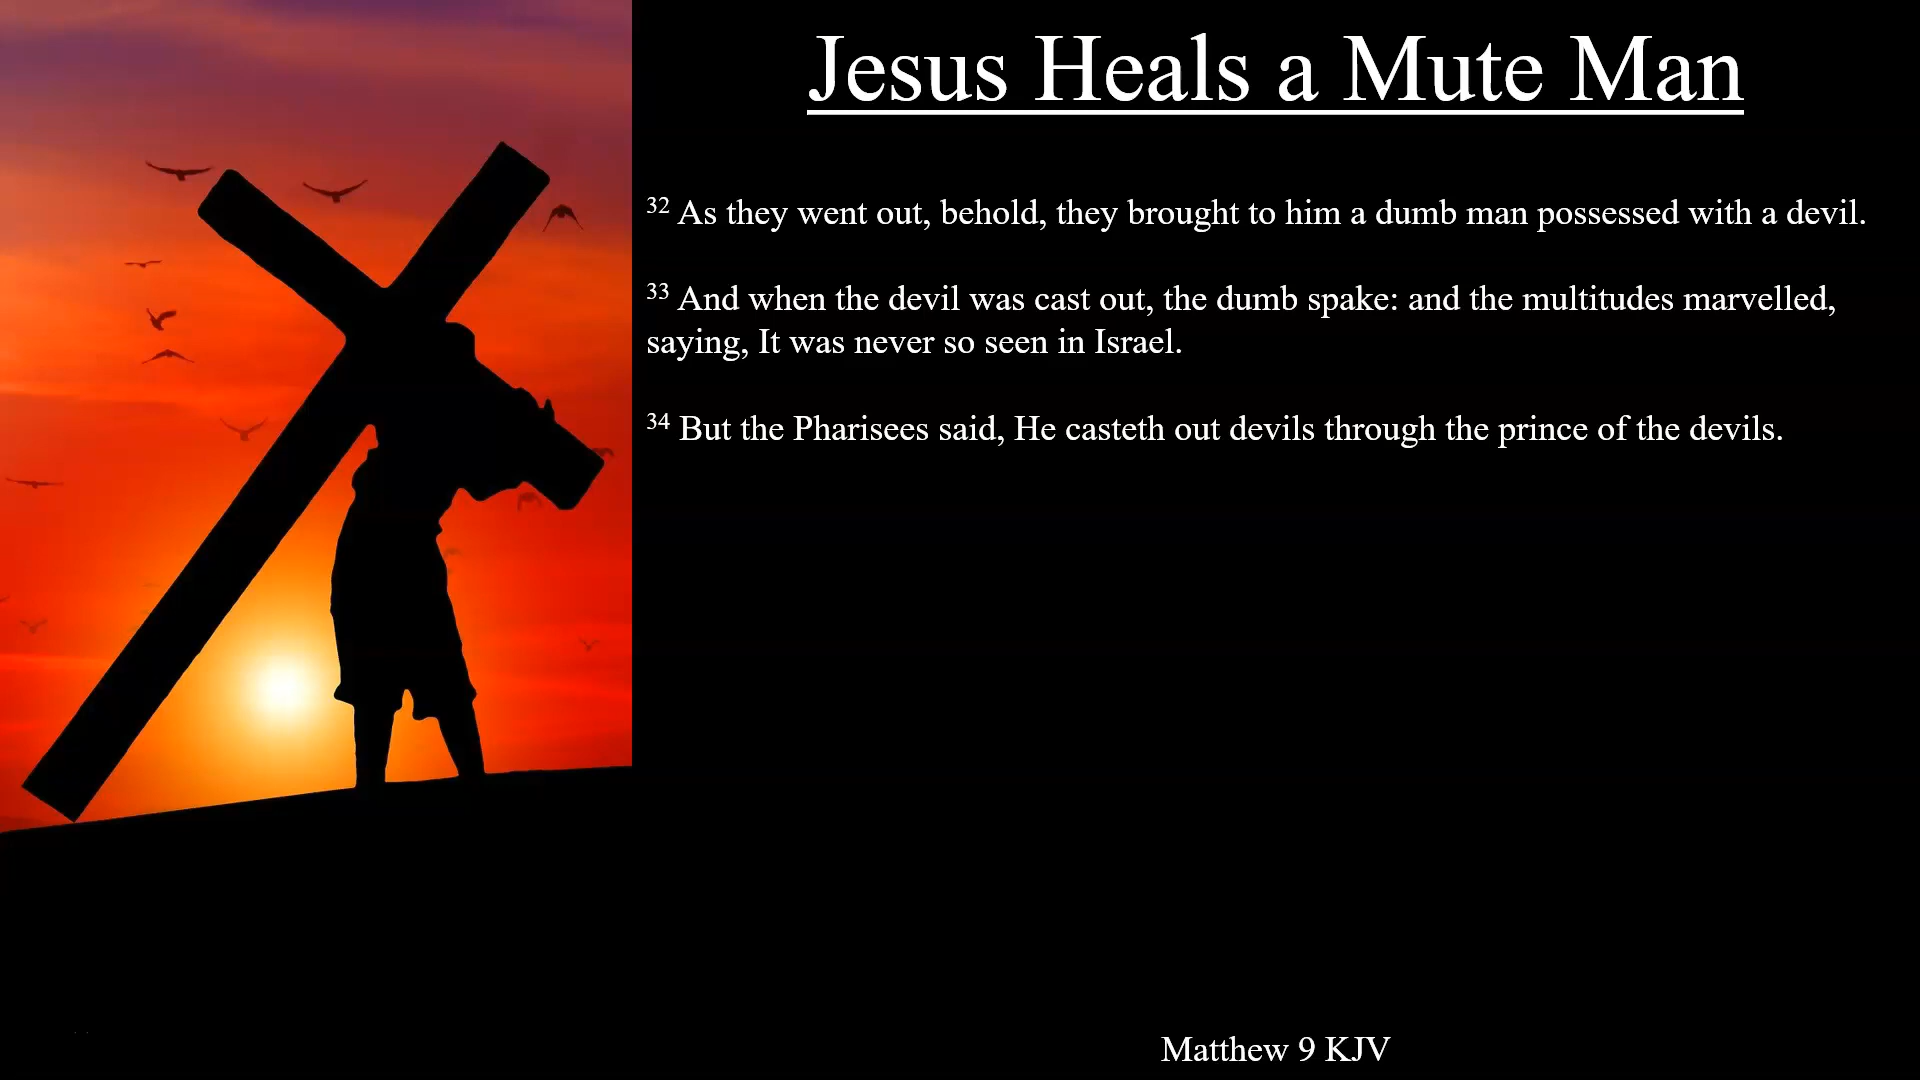 Jesus Heals a Mute Man
32 As they went out, behold, they brought to him a dumb man possessed with a devil.
33 And when the devil was cast out, the dumb spake: and the multitudes marvelled,
saying, It was never so seen in Israel.
34 But the Pharisees said, He casteth out devils through the prince of the devils.
Matthew 9 KJV